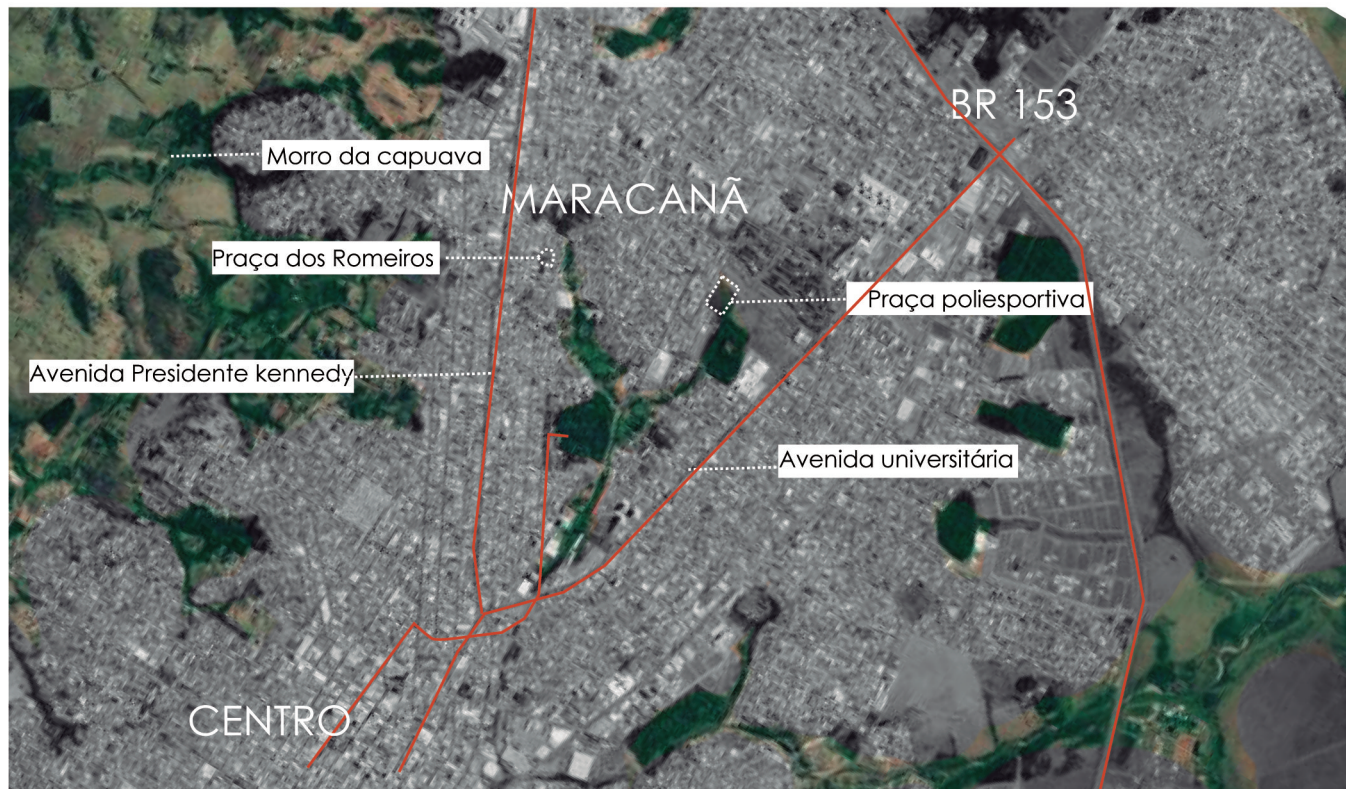 BR 153
Morro da capuava
MARACANÃ
Praça dos Romeiros
Praça poliesportiva
Avenida Presidente kennedy
Avenida universitária
CENTRO